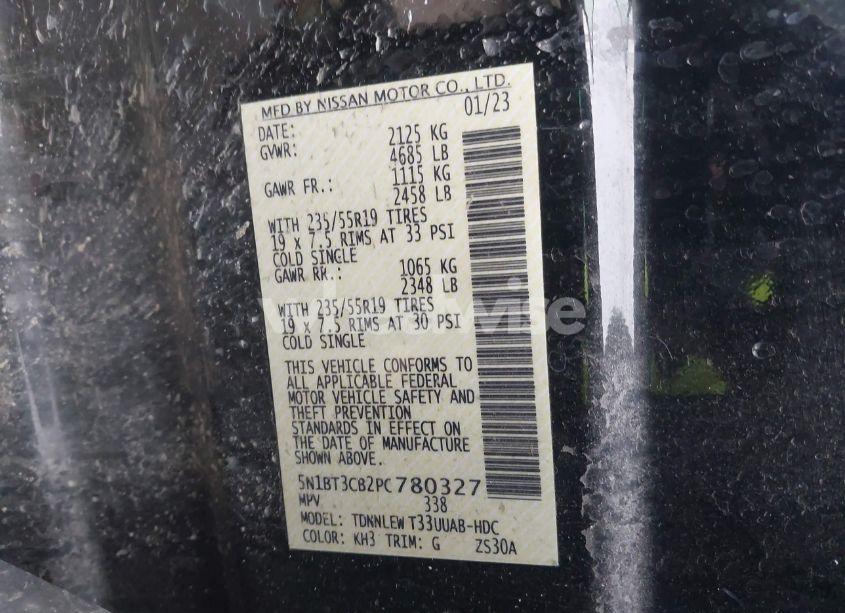 MFD BY NISSAN MOTOR CO., LTD.
DATE: 01/23
GVWR: 2125 KG
4685 LB
GAWR FR.: 1115 KG
2458 LB
WITH 235/55R19 TIRES
19 x 7.5 RIMS AT 33 PSI
COLD SINGLE
GAWR RR.: 1065 KG
2348 LB
WITH 235/55R19 TIRES
19 x 7.5 RIMS AT 30 PSI
COLD SINGLE
THIS VEHICLE CONFORMS TO
ALL APPLICABLE FEDERAL
MOTOR VEHICLE SAFETY AND
THEFT PREVENTION
STANDARDS IN EFFECT ON
THE DATE OF MANUFACTURE
SHOWN ABOVE.
5N1BT3CB2PC780327
MPV 338
MODEL: TDNNLEW T33UUAB-HDC
COLOR: KH3 TRIM: G ZS30A